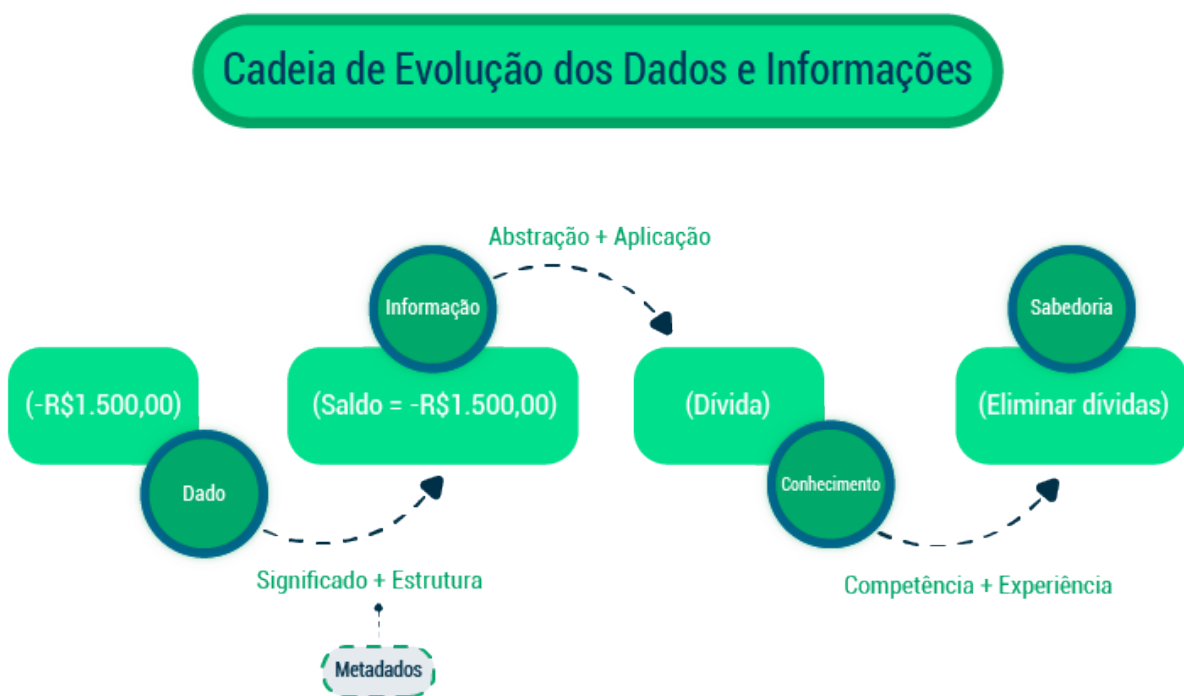 Cadeia de Evolução dos Dados e Informações
Abstração + Aplicação
Informação
Sabedoria
(-R$1.500,00)
(Saldo = -R$1.500,00)
(Dívida)
(Eliminar dívidas)
Dado
Conhecimento
Significado + Estrutura
Competência + Experiência
Metadados